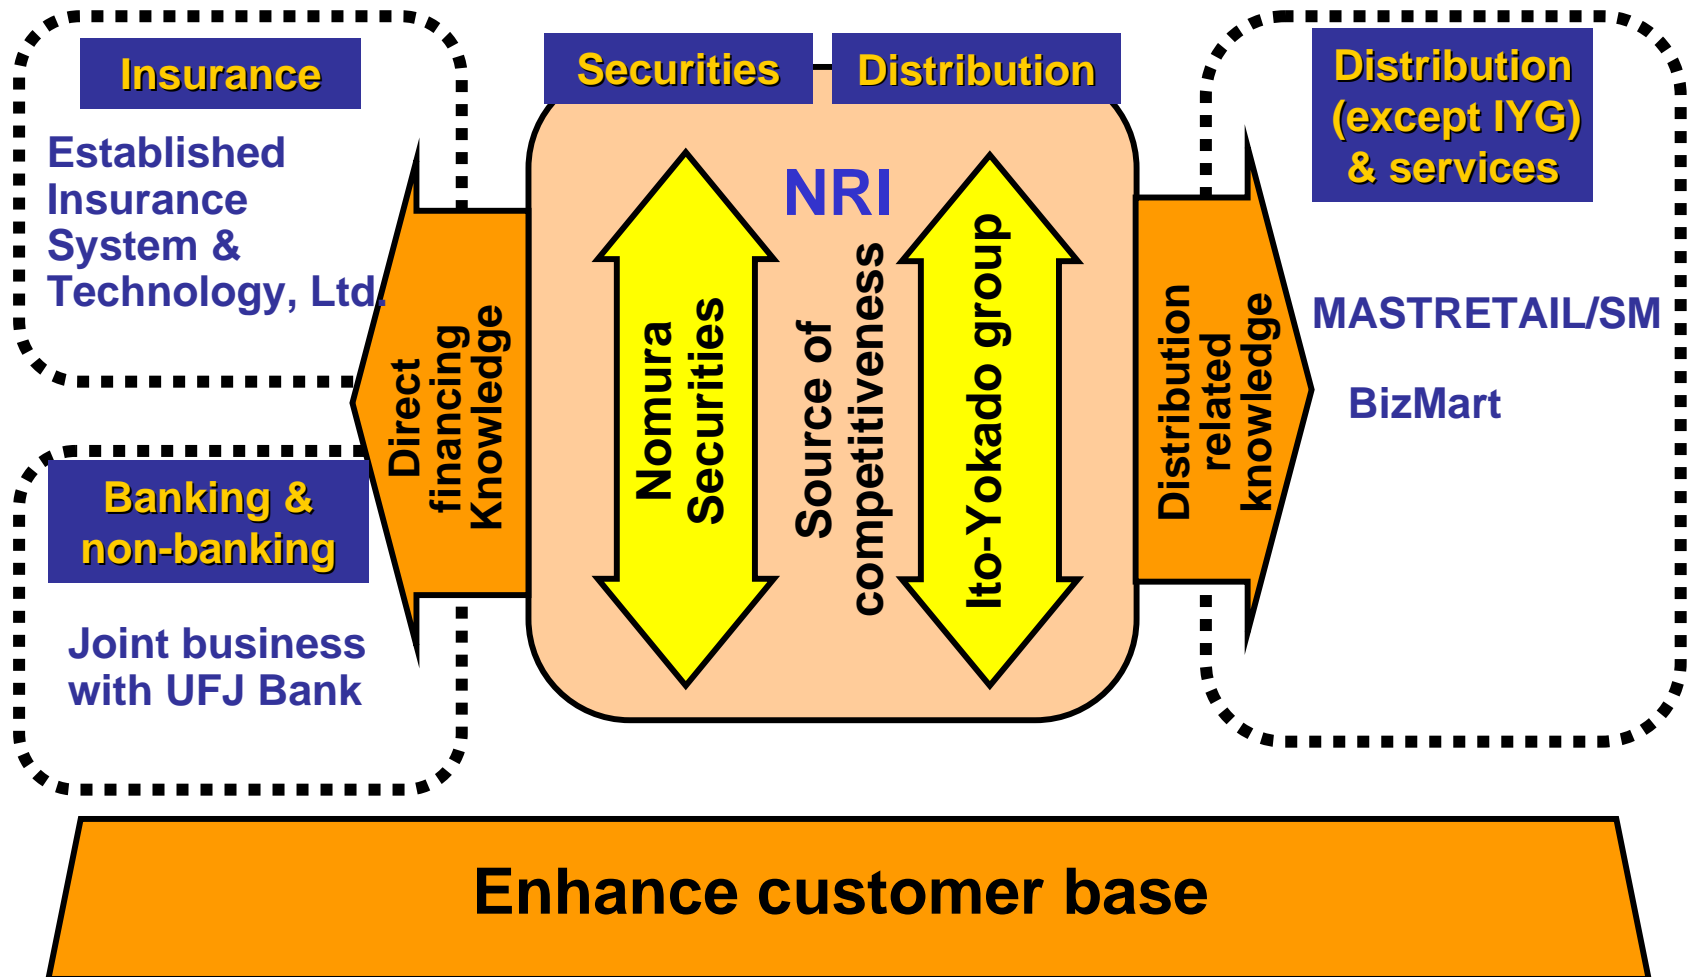 Insurance
Established
Insurance
System &
Technology, Ltd.
Banking &
non-banking
Joint business
with UFJ Bank
Direct
financing
Knowledge
Securities
Distribution
NRI
Nomura
Securities
Source of
competitiveness
Ito-Yokado group
Distribution
related
knowledge
Distribution
(except IYG)
& services
MASTRETAIL/SM
BizMart
Enhance customer base